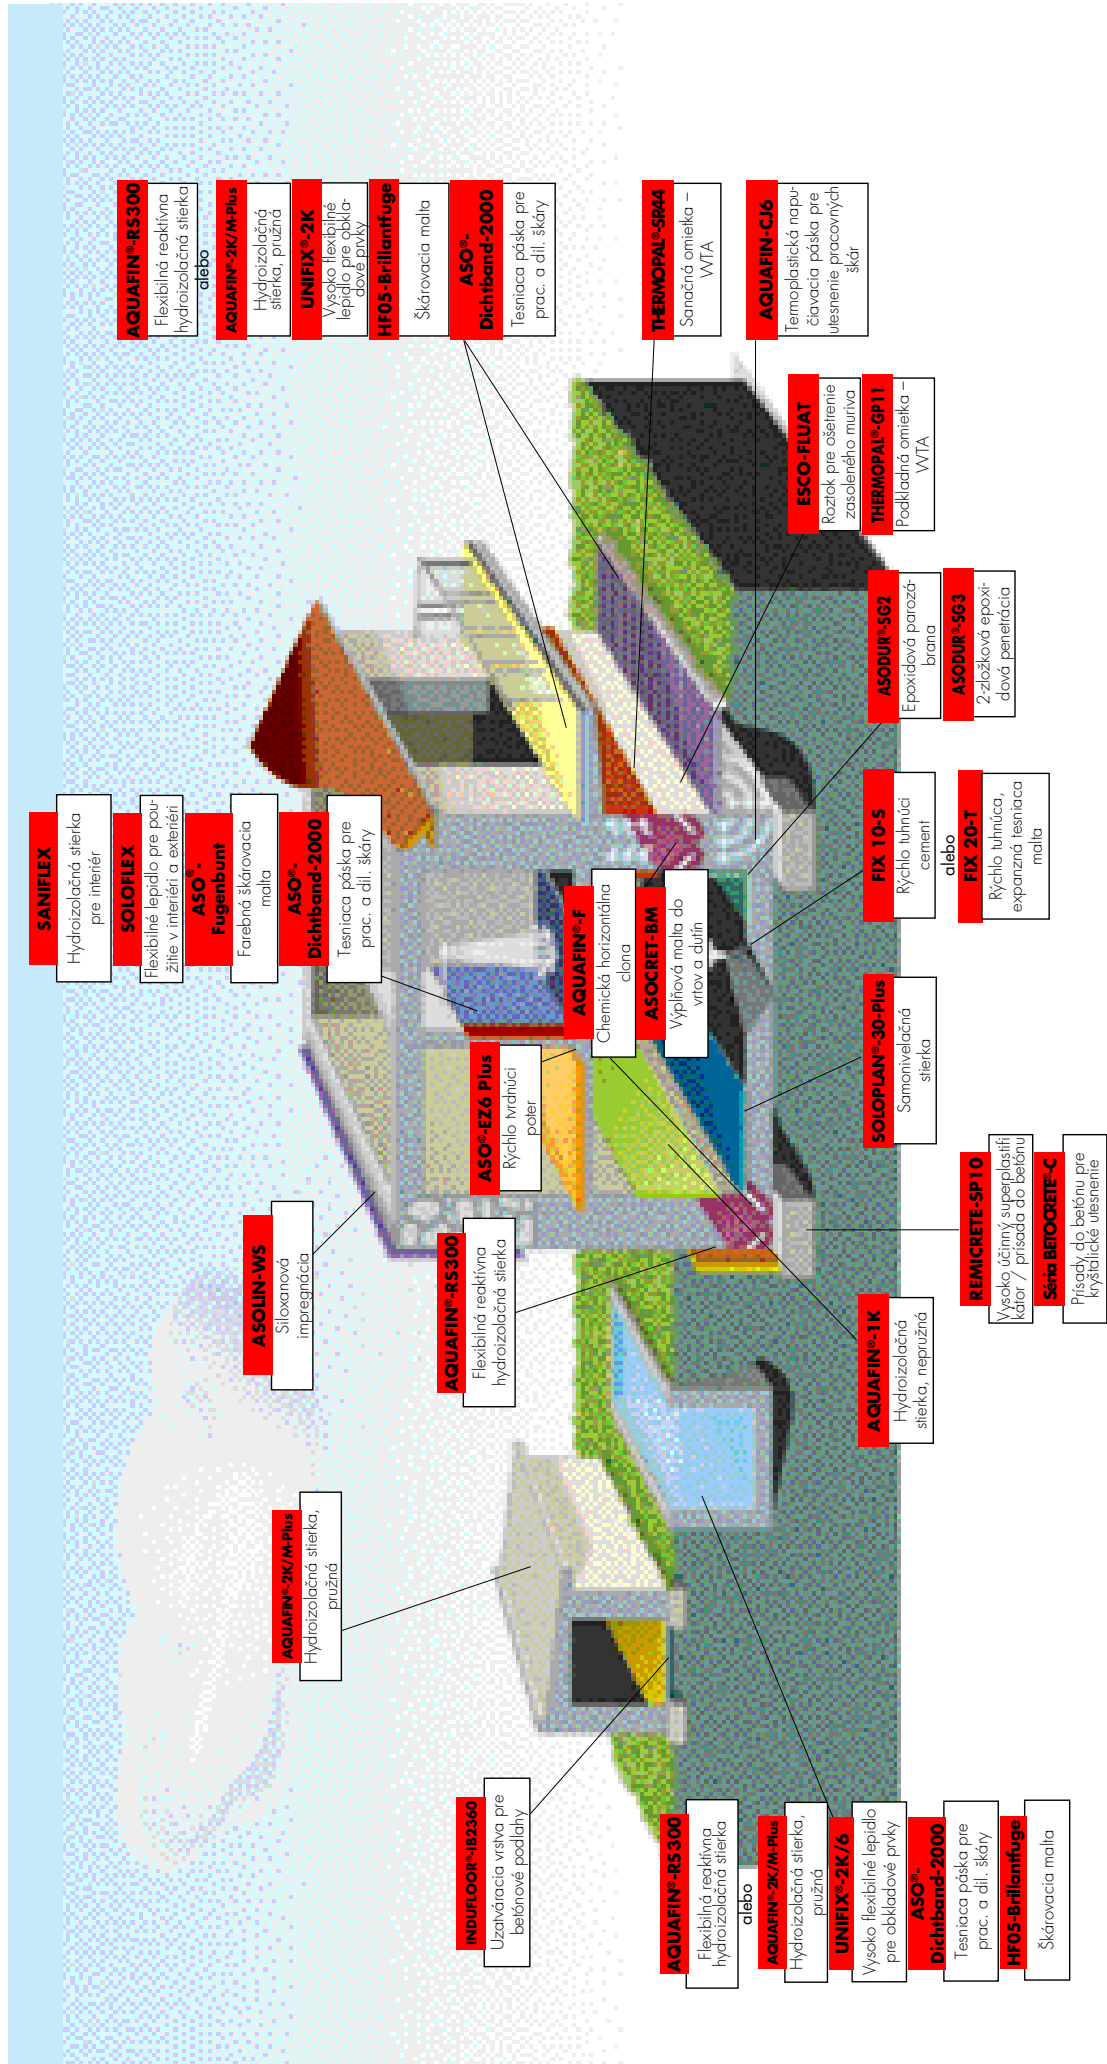 SANIFLEX
Hydroizolačná stierka
pre interiér
SOLOFLEX
Flexibilné lepidlo pre pou-
žitie v interiéri a exteriéri
ASO® -
Fugenbunt
Farebná škárovacia
malta
ASO®-
Dichtband-2000
Tesniaca páska pre
prac. a dil. škáry
AQUAFIN®-RS300
Flexibilná reaktívna
hydroizolačná stierka
alebo
AQUAFIN®-2K/M-Plus
Hydroizolačná
stierka, pružná
UNIFIX®-2K
Vysoko flexibilné
lepidlo pre obkla-
dové prvky
HF05-Brillantfuge
Škárovacia malta
ASO®-
Dichtband-2000
Tesniaca páska pre
prac. a dil. škáry
ASOLIN-WS
Siloxanová
impregnácia
AQUAFIN®-2K/M-Plus
Hydroizolačná stierka,
pružná
AQUAFIN®-RS300
Flexibilná reaktívna
hydroizolačná stierka
ASO®-EZ6 Plus
Rýchlo tvrdnúci
poter
AQUAFIN®-F
Chemická horizontálna
clona
ASOCRET-BM
Výplňová malta do
vrtov a dutín
THERMOPAL®-SR44
Sanačná omietka –
WTA
AQUAFIN-CJ6
Termoplastická napu-
čiavacia páska pre
utesnenie pracovných
škár
ESCO-FLUAT
Roztok pre ošetrenie
zasoleného muriva
THERMOPAL®-GP11
Podkladná omietka –
WTA
INDUFLOOR®-IB2360
Uzatváracia vrstva pre
betónové podlahy
AQUAFIN®-RS300
Flexibilná reaktívna
hydroizolačná stierka
alebo
AQUAFIN®-2K/M-Plus
Hydroizolačná stierka,
pružná
UNIFIX®-2K/6
Vysoko flexibilné lepidlo
pre obkladové prvky
ASO®-
Dichtband-2000
Tesniaca páska pre
prac. a dil. škáry
HF05-Brillantfuge
Škárovacia malta
AQUAFIN®-1K
Hydroizolačná
stierka, nepružná
REMICRETE-SP10
Vysoko účinný superplastifi
kátor / prísada do betónu
Séria BETOCRETE®-C
Prísady do betónu pre
kryštalické utesnenie
SOLOPLAN®-30-Plus
Samonivelačná
stierka
FIX 10-S
Rýchlo tuhnúci
cement
alebo
FIX 20-T
Rýchlo tuhnúca,
expanzná tesniaca
malta
ASODUR®-SG2
Epoxidová parozá-
brana
ASODUR®-SG3
2-zložková epoxi-
dová penetrácia